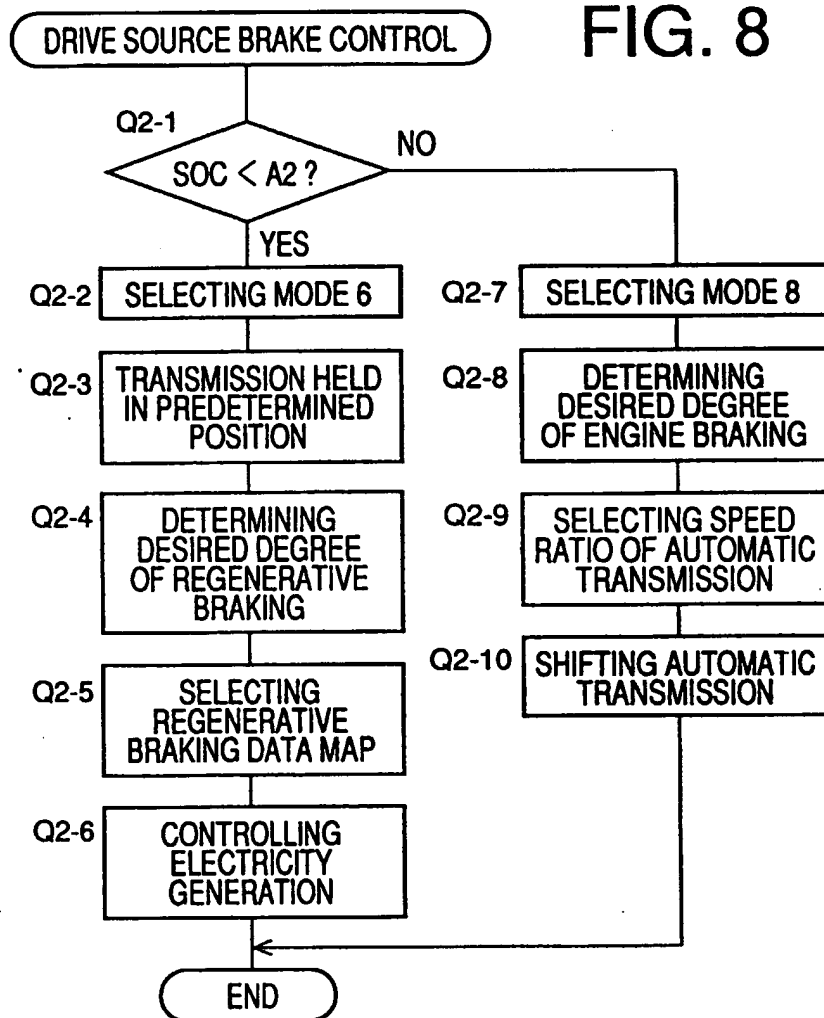 FIG. 8
DRIVE SOURCE BRAKE CONTROL
Q2-1
SOC < A2 ?
NO
YES
Q2-2
SELECTING MODE 6
Q2-3
TRANSMISSION HELD
IN PREDETERMINED
POSITION
Q2-4
DETERMINING
DESIRED DEGREE
OF REGENERATIVE
BRAKING
Q2-5
SELECTING
REGENERATIVE
BRAKING DATA MAP
Q2-6
CONTROLLING
ELECTRICITY
GENERATION
Q2-7
SELECTING MODE 8
Q2-8
DETERMINING
DESIRED DEGREE
OF ENGINE BRAKING
Q2-9
SELECTING SPEED
RATIO OF AUTOMATIC
TRANSMISSION
Q2-10
SHIFTING AUTOMATIC
TRANSMISSION
END